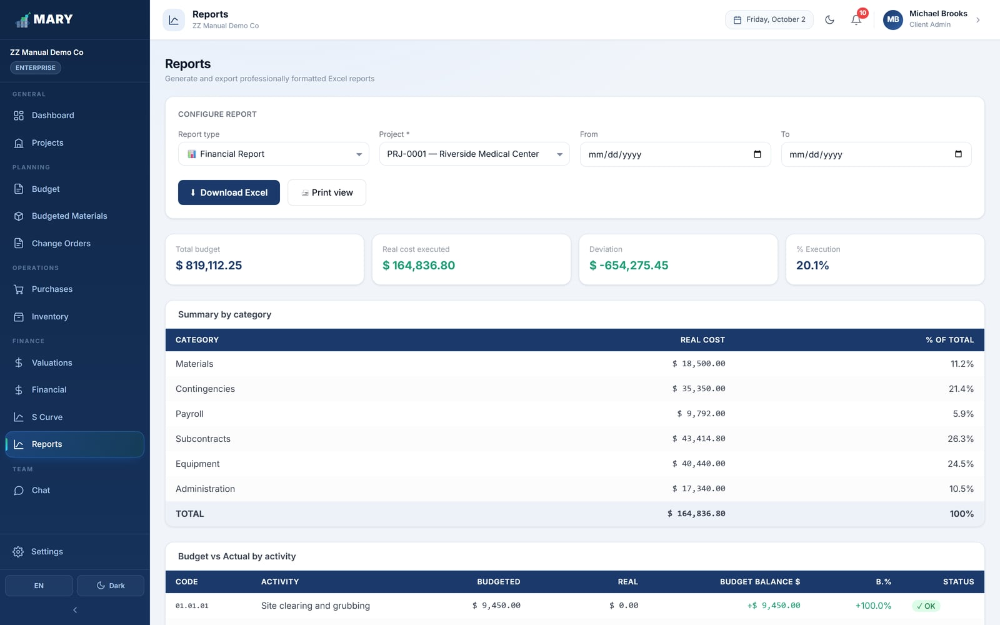 MARY
ZZ Manual Demo Co
ENTERPRISE
GENERAL
Dashboard
Projects
PLANNING
Budget
Budgeted Materials
Change Orders
OPERATIONS
Purchases
Inventory
FINANCE
Valuations
Financial
S Curve
Reports
TEAM
Chat
Settings
EN
Dark
Reports
ZZ Manual Demo Co
Friday, October 2
10
MB
Michael Brooks
Client Admin
Reports
Generate and export professionally formatted Excel reports
CONFIGURE REPORT
Report type
Project *
From
To
Financial Report
PRJ-0001 — Riverside Medical Center
mm/dd/yyyy
mm/dd/yyyy
Download Excel
Print view
Total budget
$ 819,112.25
Real cost executed
$ 164,836.80
Deviation
$ -654,275.45
% Execution
20.1%
Summary by category
CATEGORY REAL COST % OF TOTAL
Materials $ 18,500.00 11.2%
Contingencies $ 35,350.00 21.4%
Payroll $ 9,792.00 5.9%
Subcontracts $ 43,414.80 26.3%
Equipment $ 40,440.00 24.5%
Administration $ 17,340.00 10.5%
TOTAL $ 164,836.80 100%
Budget vs Actual by activity
CODE ACTIVITY BUDGETED REAL BUDGET BALANCE $ B.% STATUS
01.01.01 Site clearing and grubbing $ 9,450.00 $ 0.00 +$ 9,450.00 +100.0% ✓ OK